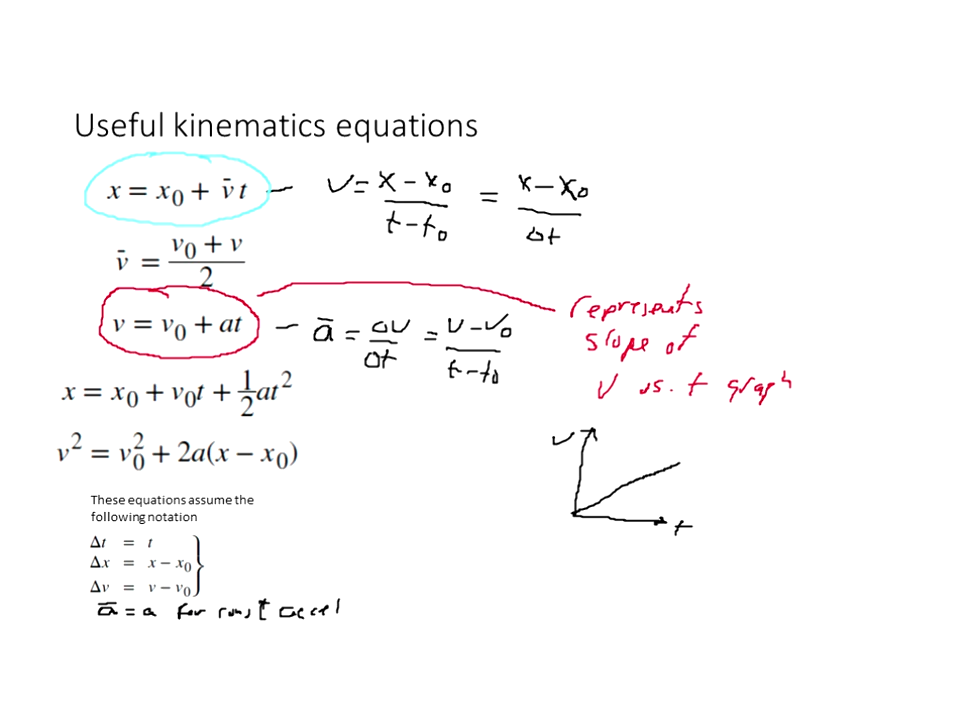 Useful kinematics equations
x = x₀ + v̄ t — v = (x − x₀)/(t − t₀) = (x − x₀)/Δt
v̄ = (v₀ + v)/2
v = v₀ + at — ā = Δv/Δt = (v − v₀)/(t − t₀)
represents
slope of
v vs. t graph
x = x₀ + v₀t + ½at²
v² = v₀² + 2a(x − x₀)
v
t
These equations assume the
following notation
Δt = t
Δx = x − x₀
Δv = v − v₀
ā = a for const accel